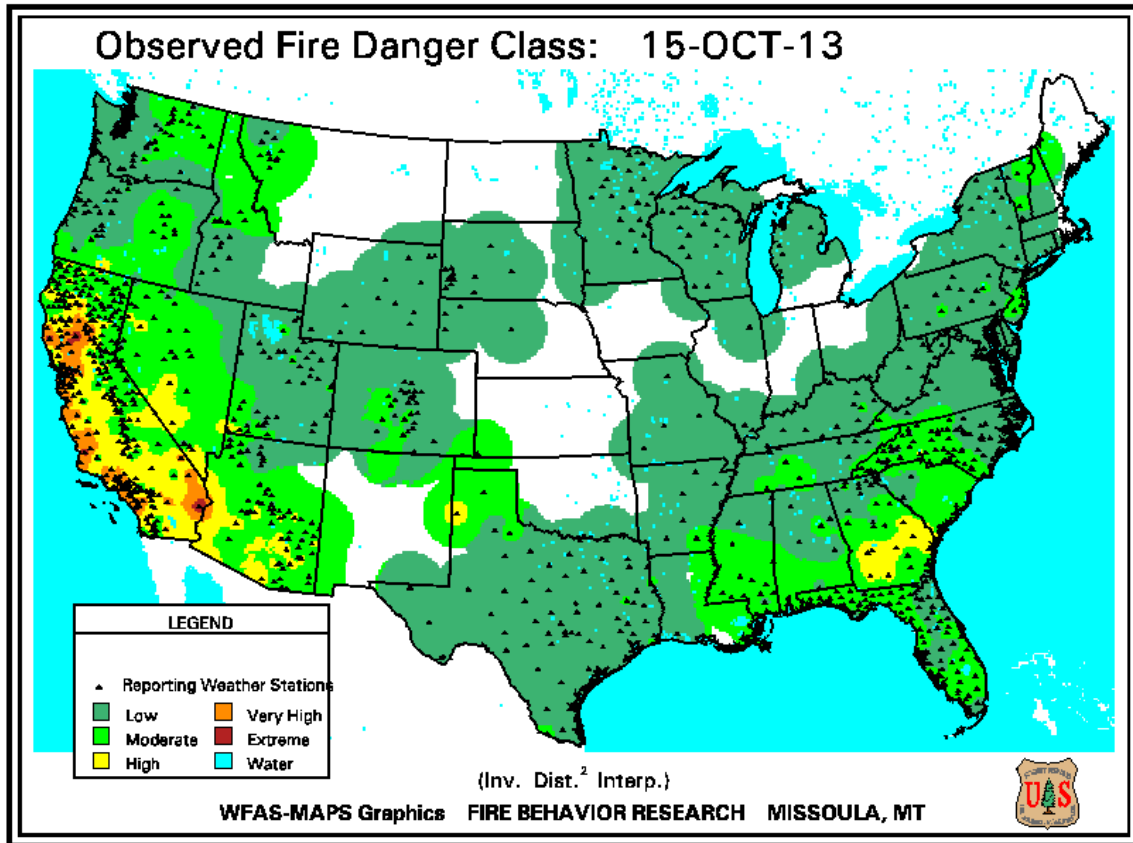 Observed Fire Danger Class: 15-OCT-13
LEGEND
Reporting Weather Stations
Low
Very High
Moderate
Extreme
High
Water
(Inv. Dist.² Interp.)
WFAS-MAPS Graphics FIRE BEHAVIOR RESEARCH MISSOULA, MT
U S